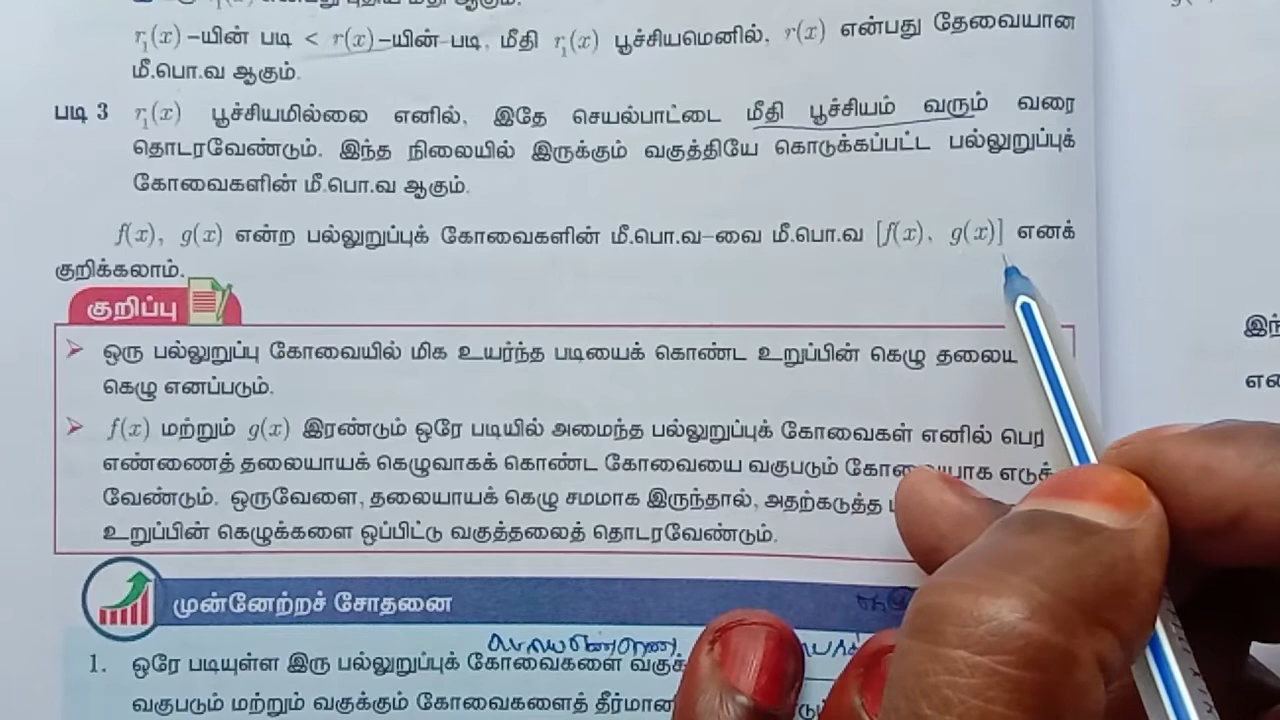 r₁(x) –யின் படி < r(x)–யின் படி, மீதி r₁(x) பூச்சியமெனில், r(x) என்பது தேவையான
மீ.பொ.வ ஆகும்.
படி 3 r₁(x) பூச்சியமில்லை எனில், இதே செயல்பாட்டை மீதி பூச்சியம் வரும் வரை
தொடரவேண்டும். இந்த நிலையில் இருக்கும் வகுத்தியே கொடுக்கப்பட்ட பல்லுறுப்புக்
கோவைகளின் மீ.பொ.வ ஆகும்.
f(x), g(x) என்ற பல்லுறுப்புக் கோவைகளின் மீ.பொ.வ–வை மீ.பொ.வ [f(x), g(x)] எனக்
குறிக்கலாம்.
குறிப்பு
➤ ஒரு பல்லுறுப்பு கோவையில் மிக உயர்ந்த படியைக் கொண்ட உறுப்பின் கெழு
கெழு எனப்படும்.
➤ f(x) மற்றும் g(x) இரண்டும் ஒரே படியில் அமைந்த பல்லுறுப்புக் கோவைகள் எனில்
எண்ணைத் தலையாயக் கெழுவாகக் கொண்ட கோவையை வகுபடும்
வேண்டும். ஒருவேளை, தலையாயக் கெழு சமமாக இருந்தால், அதற்கடுத்த
உறுப்பின் கெழுக்களை ஒப்பிட்டு வகுத்தலைத் தொடரவேண்டும்.
முன்னேற்றச் சோதனை
1. ஒரே படியுள்ள இரு பல்லுறுப்புக் கோவைகளை
வகுபடும் மற்றும் வகுக்கும் கோவைகளைத்